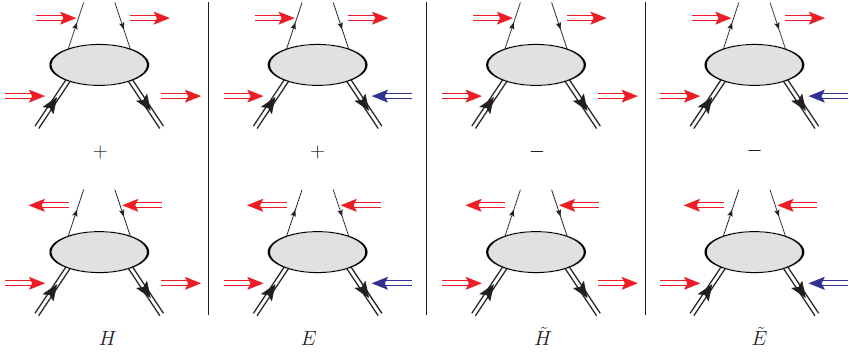 + + − −
H E H̃ Ẽ